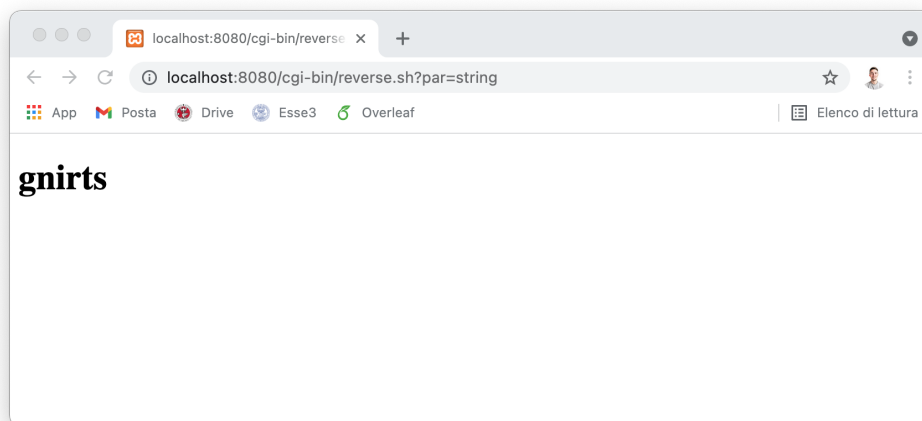 localhost:8080/cgi-bin/reverse
localhost:8080/cgi-bin/reverse.sh?par=string
App Posta Drive Esse3 Overleaf Elenco di lettura
gnirts